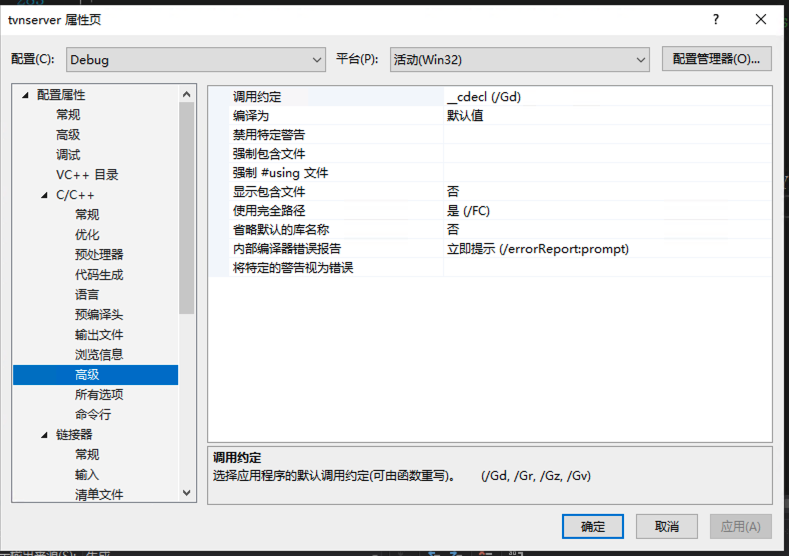 tvnserver 属性页
配置(C): Debug 平台(P): 活动(Win32) 配置管理器(O)...
配置属性
常规
高级
调试
VC++ 目录
C/C++
常规
优化
预处理器
代码生成
语言
预编译头
输出文件
浏览信息
高级
所有选项
命令行
链接器
常规
输入
清单文件
调用约定 __cdecl (/Gd)
编译为 默认值
禁用特定警告
强制包含文件
强制 #using 文件
显示包含文件 否
使用完全路径 是 (/FC)
省略默认的库名称 否
内部编译器错误报告 立即提示 (/errorReport:prompt)
将特定的警告视为错误
调用约定
选择应用程序的默认调用约定(可由函数重写)。 (/Gd, /Gr, /Gz, /Gv)
确定 取消 应用(A)